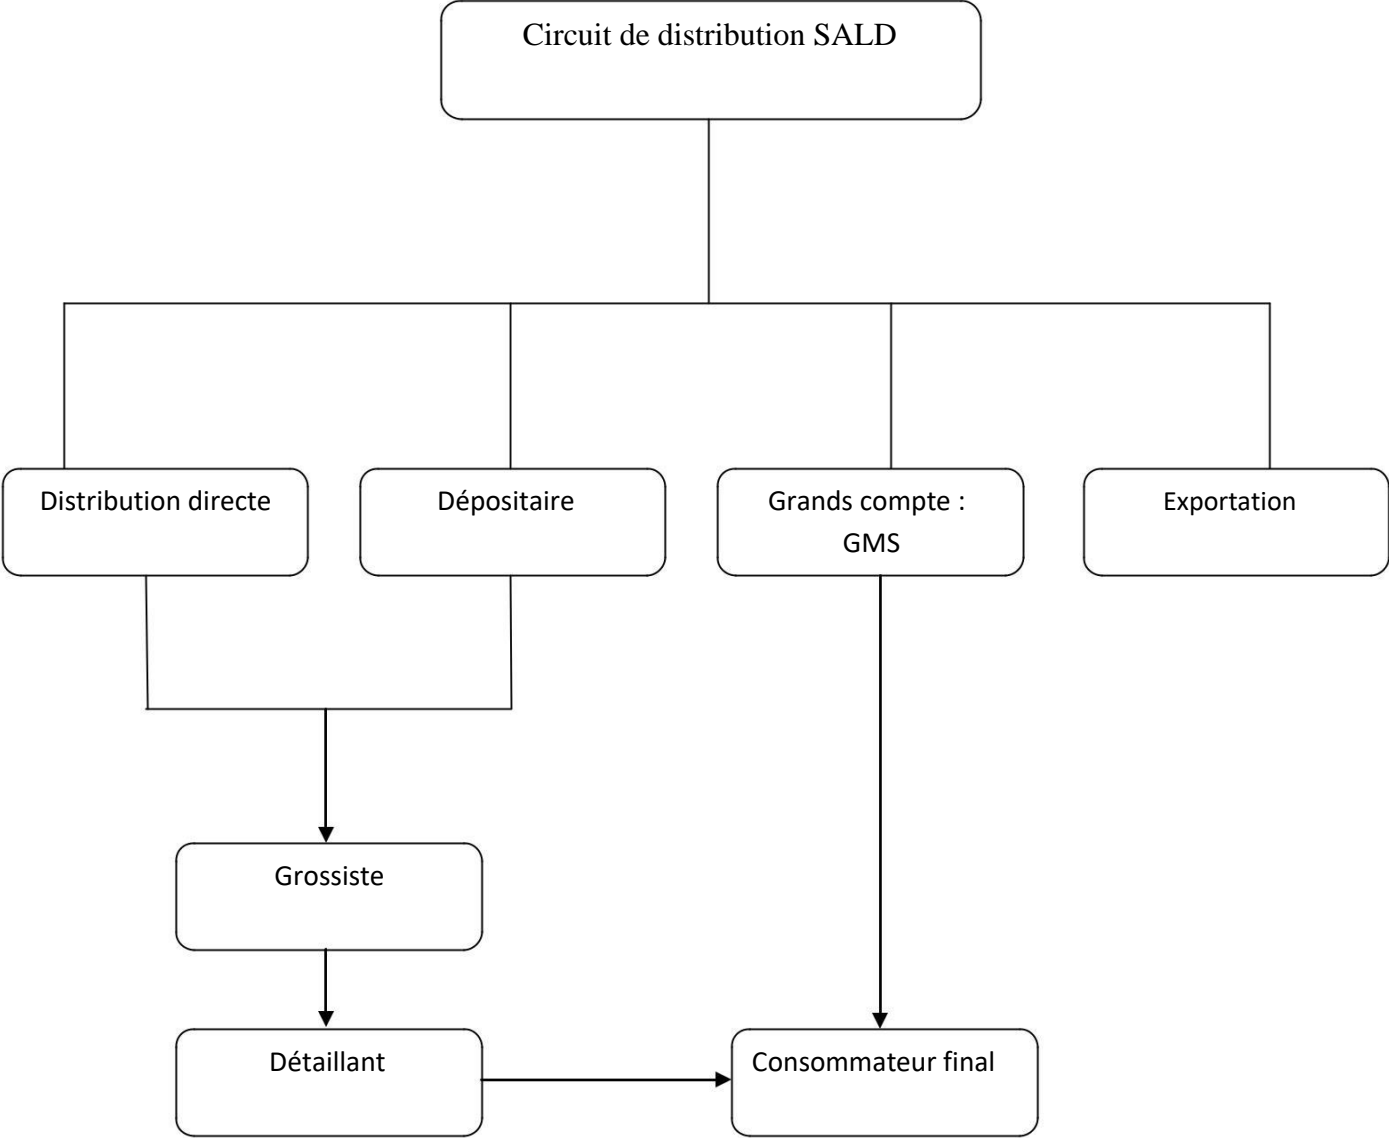 Circuit de distribution SALD
Distribution directe
Dépositaire
Grands compte :
GMS
Exportation
Grossiste
Détaillant
Consommateur final